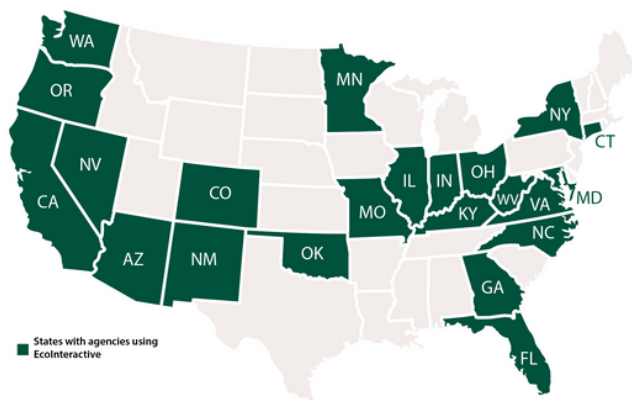 WA
MN
OR
NY
CT
NV
CO
IL
IN
OH
CA
MO
KY
WV
VA
MD
NC
AZ
NM
OK
GA
States with agencies using
EcoInteractive
FL